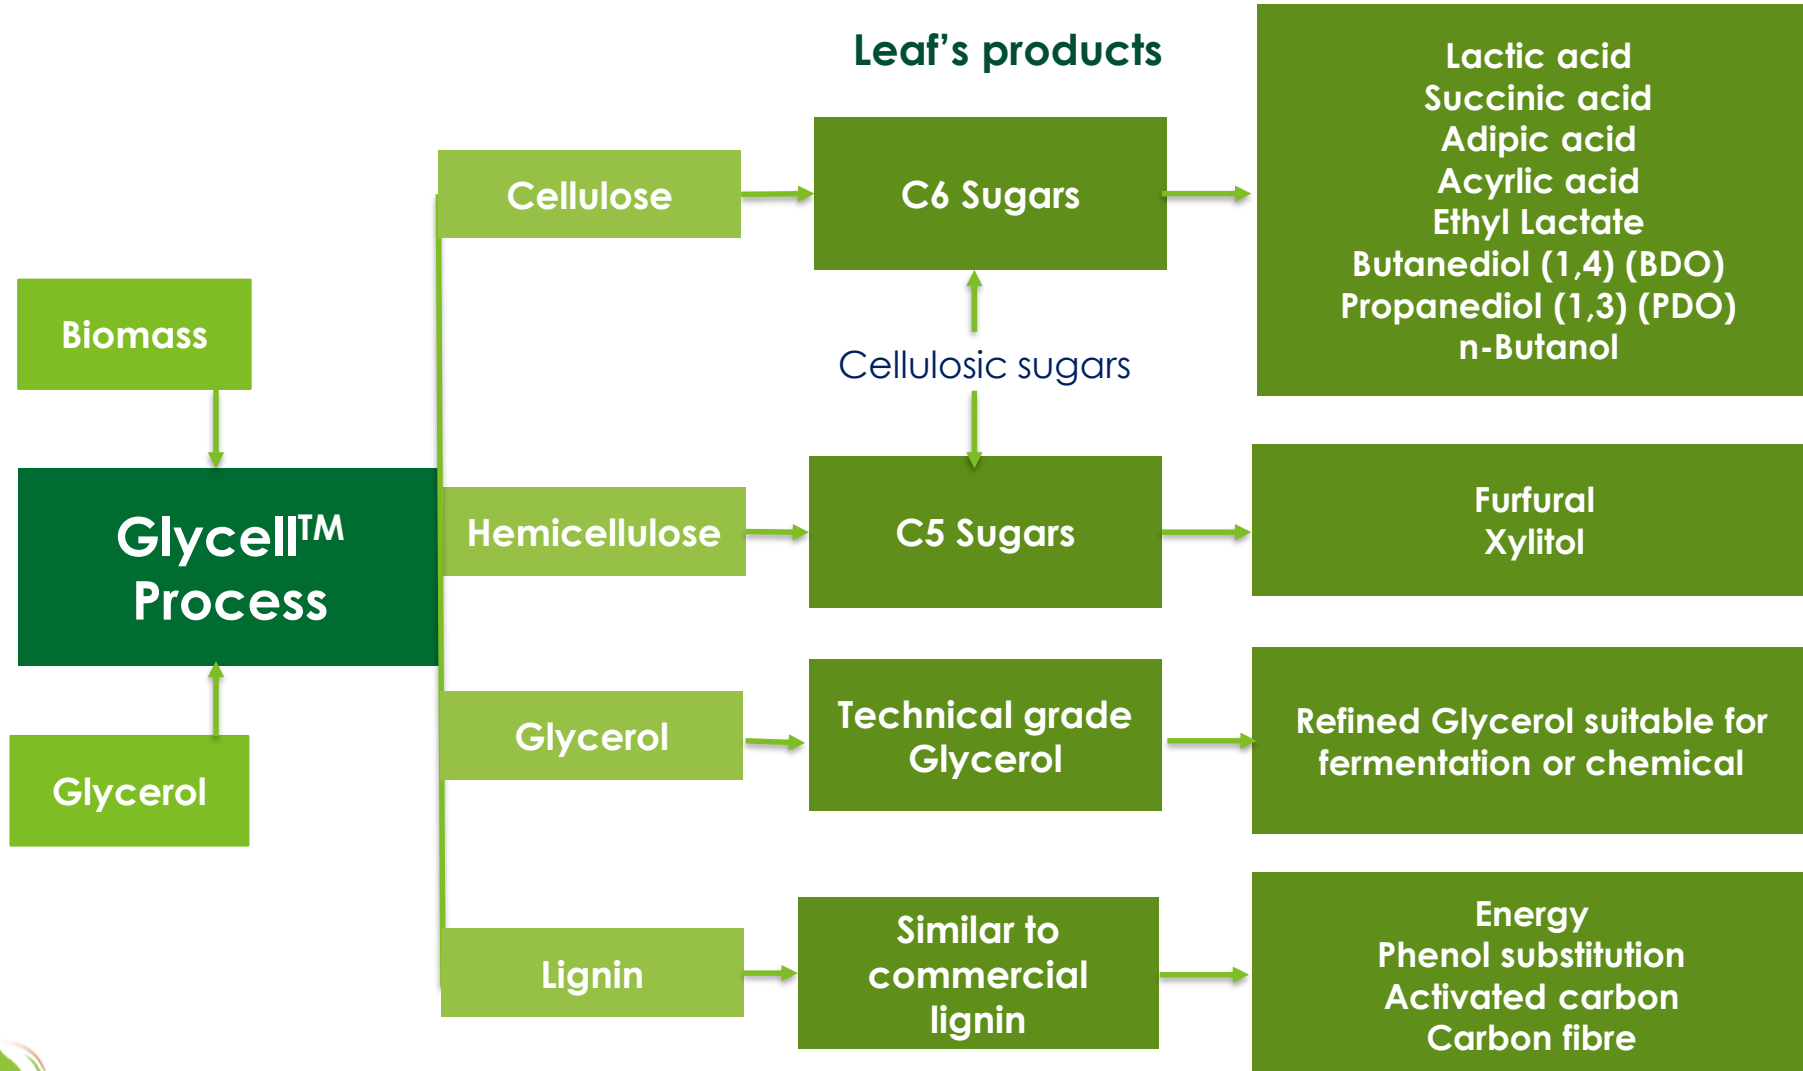 Leaf's products
Biomass
Glycell™
Process
Glycerol
Cellulose
C6 Sugars
Lactic acid
Succinic acid
Adipic acid
Acyrlic acid
Ethyl Lactate
Butanediol (1,4) (BDO)
Propanediol (1,3) (PDO)
n-Butanol
Cellulosic sugars
Hemicellulose
C5 Sugars
Furfural
Xylitol
Glycerol
Technical grade
Glycerol
Refined Glycerol suitable for
fermentation or chemical
Lignin
Similar to
commercial
lignin
Energy
Phenol substitution
Activated carbon
Carbon fibre